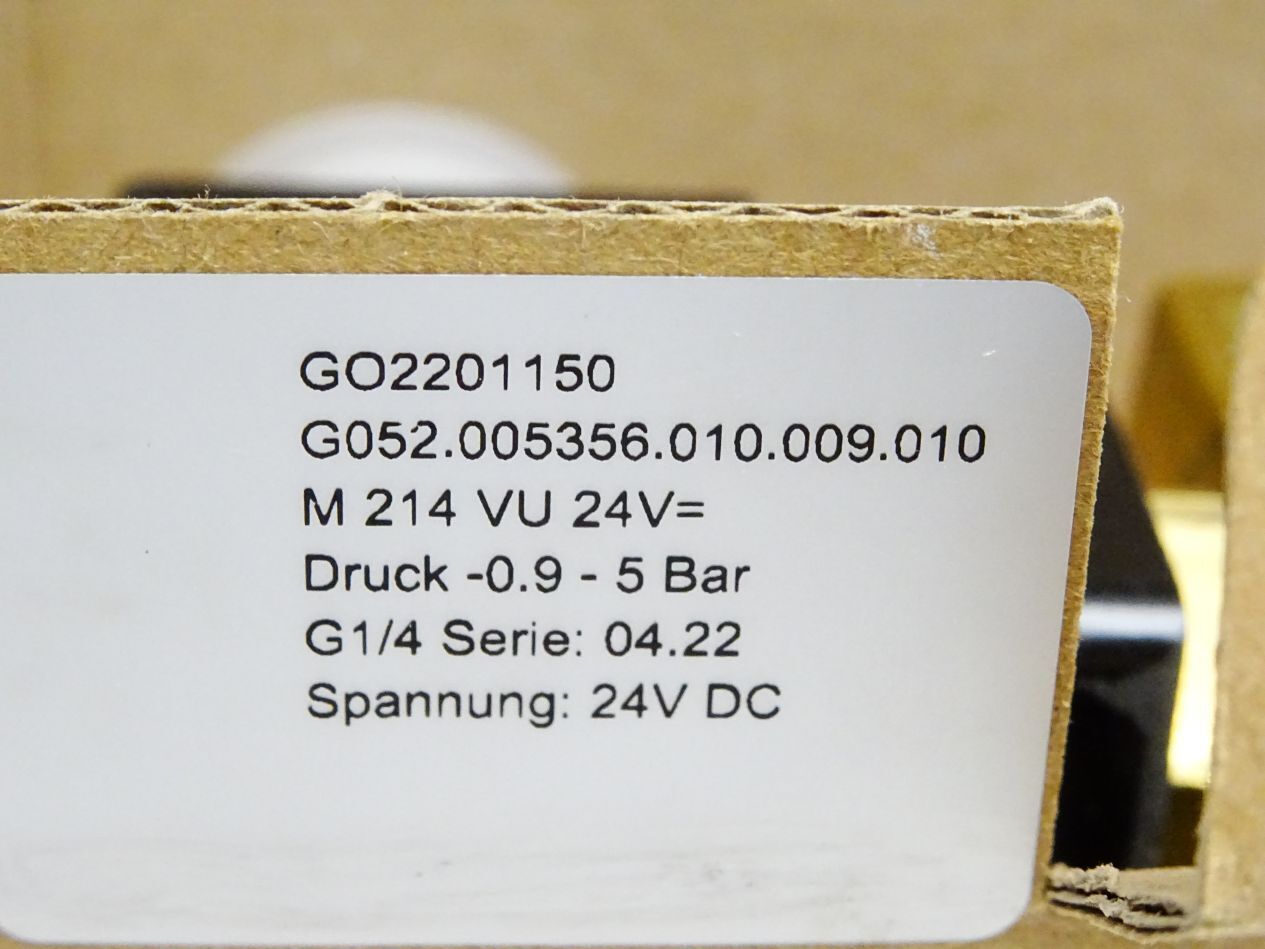 GO2201150
G052.005356.010.009.010
M 214 VU 24V=
Druck -0.9 - 5 Bar
G1/4 Serie: 04.22
Spannung: 24V DC